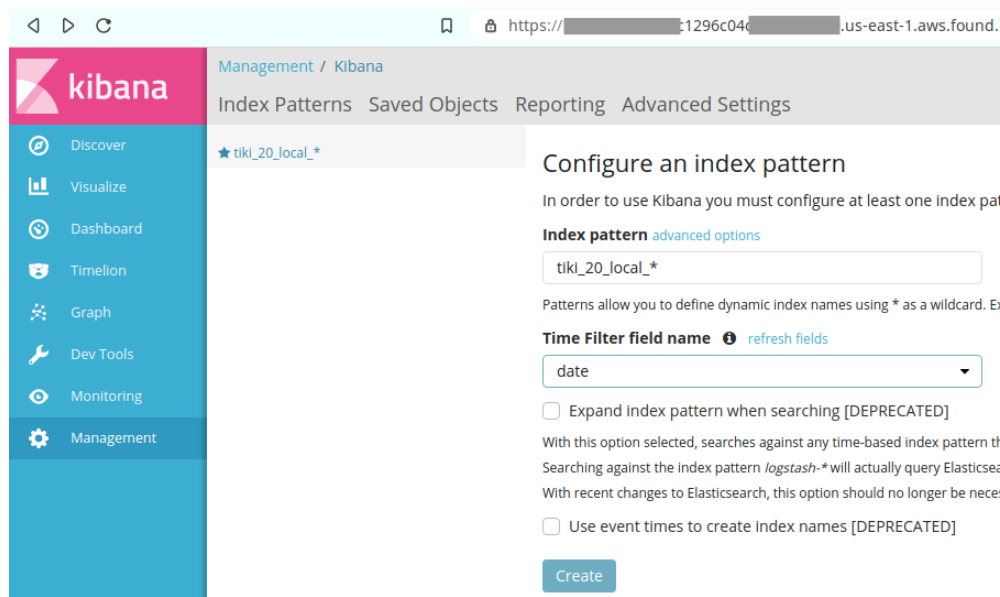 https:// c1296c04 .us-east-1.aws.found.
kibana
Management / Kibana
Index Patterns Saved Objects Reporting Advanced Settings
Discover
Visualize
Dashboard
Timelion
Graph
Dev Tools
Monitoring
Management
tiki_20_local_*
Configure an index pattern
In order to use Kibana you must configure at least one index pat
Index pattern advanced options
tiki_20_local_*
Patterns allow you to define dynamic index names using * as a wildcard. Ex
Time Filter field name refresh fields
date
Expand index pattern when searching [DEPRECATED]
With this option selected, searches against any time-based index pattern th
Searching against the index pattern logstash-* will actually query Elasticsea
With recent changes to Elasticsearch, this option should no longer be neces
Use event times to create index names [DEPRECATED]
Create